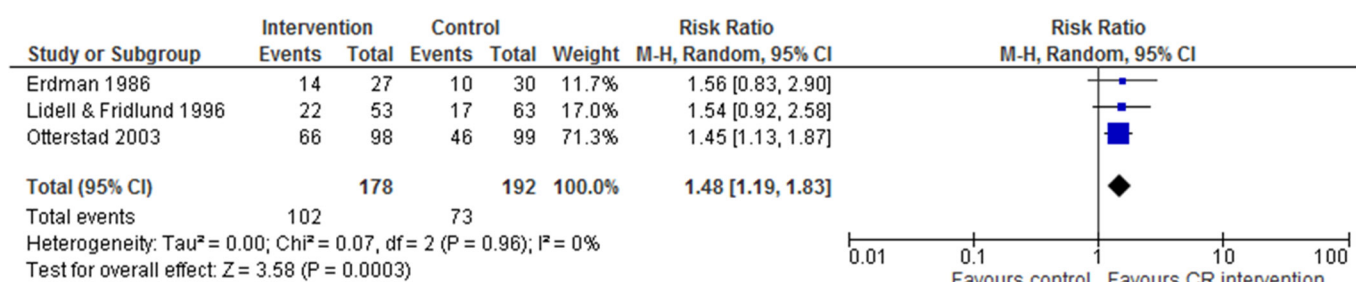 Intervention Control Risk Ratio Risk Ratio
Study or Subgroup Events Total Events Total Weight M-H, Random, 95% CI M-H, Random, 95% CI
Erdman 1986 14 27 10 30 11.7% 1.56 [0.83, 2.90]
Lidell & Fridlund 1996 22 53 17 63 17.0% 1.54 [0.92, 2.58]
Otterstad 2003 66 98 46 99 71.3% 1.45 [1.13, 1.87]
Total (95% CI) 178 192 100.0% 1.48 [1.19, 1.83]
Total events 102 73
Heterogeneity: Tau² = 0.00; Chi² = 0.07, df = 2 (P = 0.96); I² = 0%
Test for overall effect: Z = 3.58 (P = 0.0003)
0.01 0.1 1 10 100
Favours control Favours CR intervention